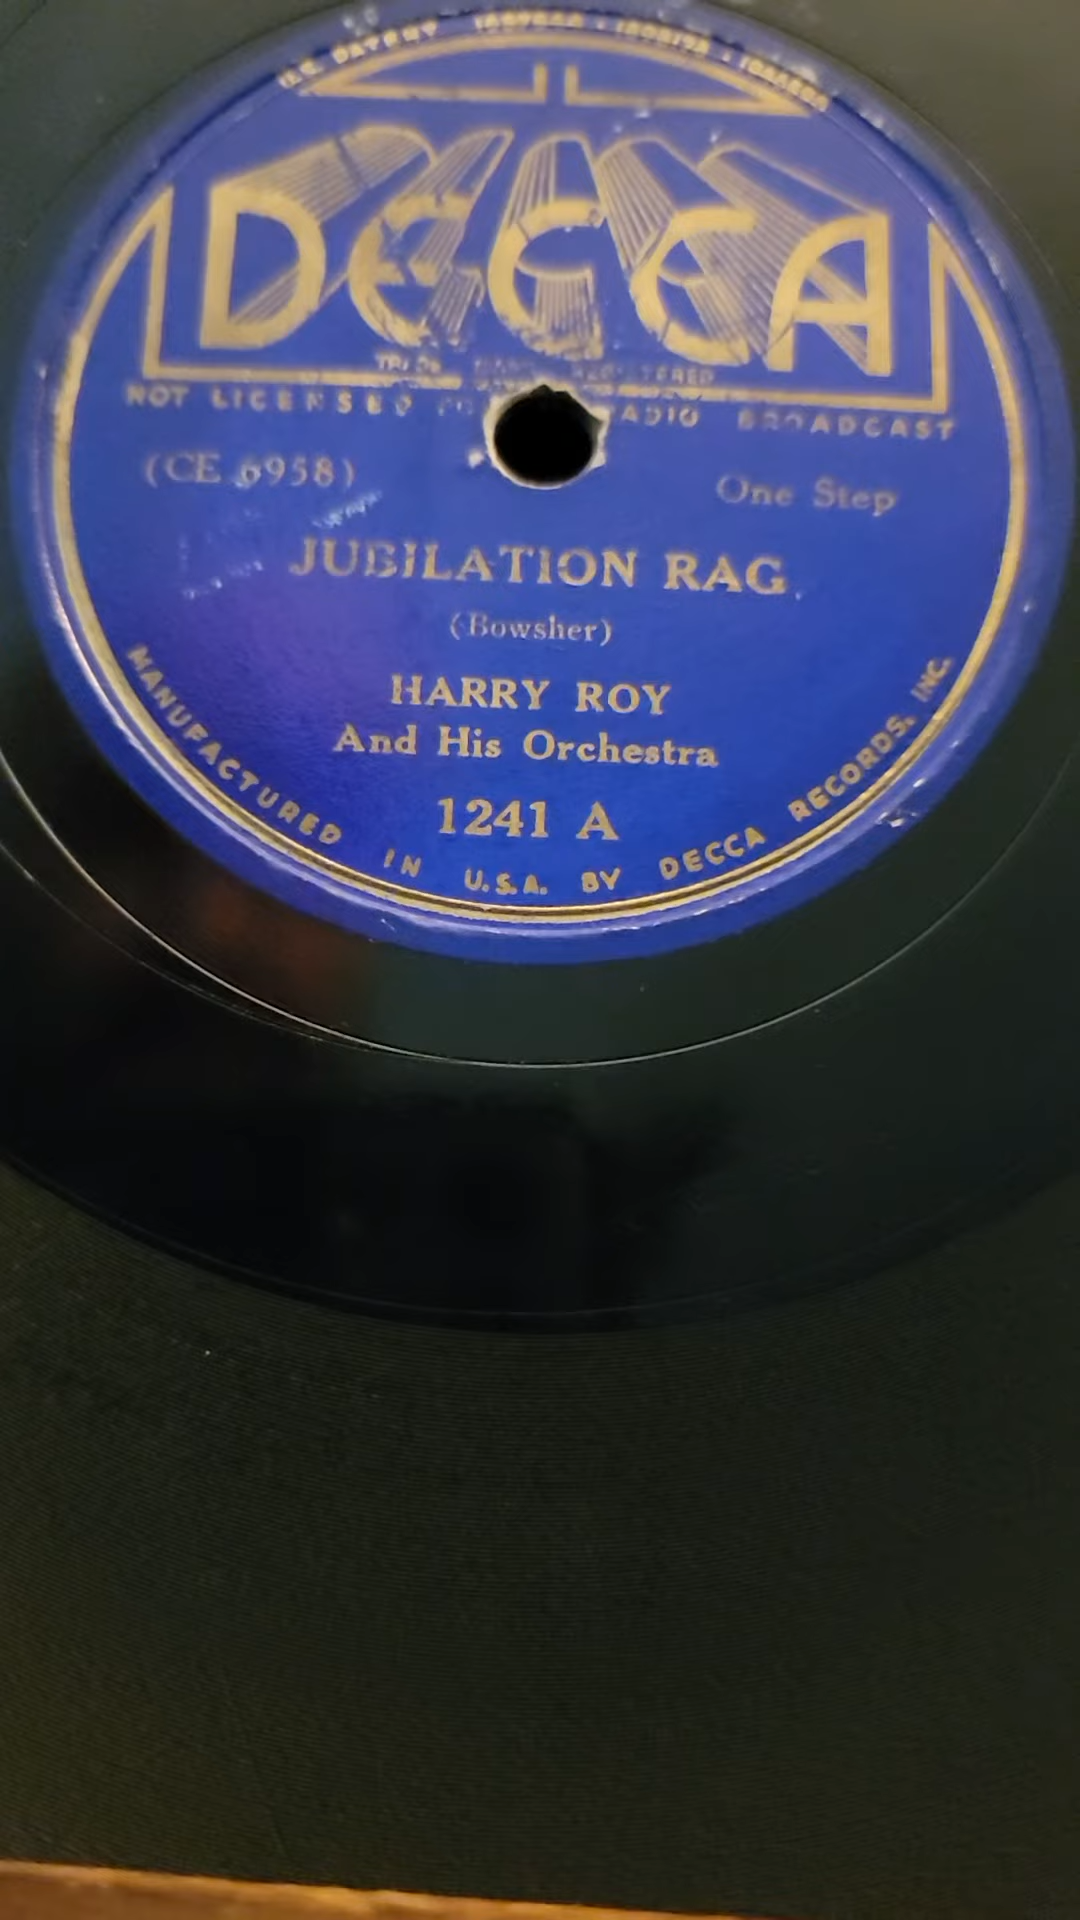 U.S. PATENT
DECCA
NOT LICENSED RADIO BROADCAST
(CE 6958)
One Step
JUBILATION RAG
(Bowsher)
HARRY ROY
And His Orchestra
1241 A
MANUFACTURED IN U.S.A. BY DECCA RECORDS, INC.